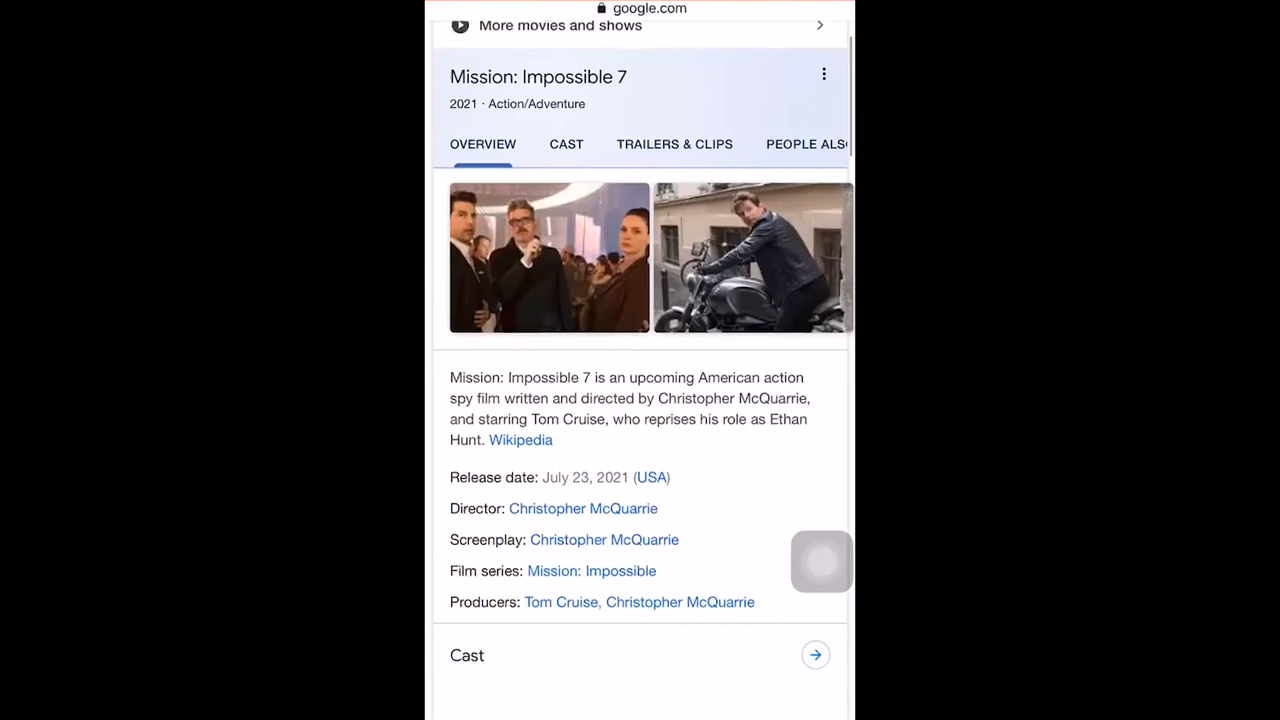 google.com
More movies and shows
Mission: Impossible 7
2021 · Action/Adventure
OVERVIEW CAST TRAILERS & CLIPS PEOPLE ALS
Mission: Impossible 7 is an upcoming American action
spy film written and directed by Christopher McQuarrie,
and starring Tom Cruise, who reprises his role as Ethan
Hunt. Wikipedia
Release date: July 23, 2021 (USA)
Director: Christopher McQuarrie
Screenplay: Christopher McQuarrie
Film series: Mission: Impossible
Producers: Tom Cruise, Christopher McQuarrie
Cast